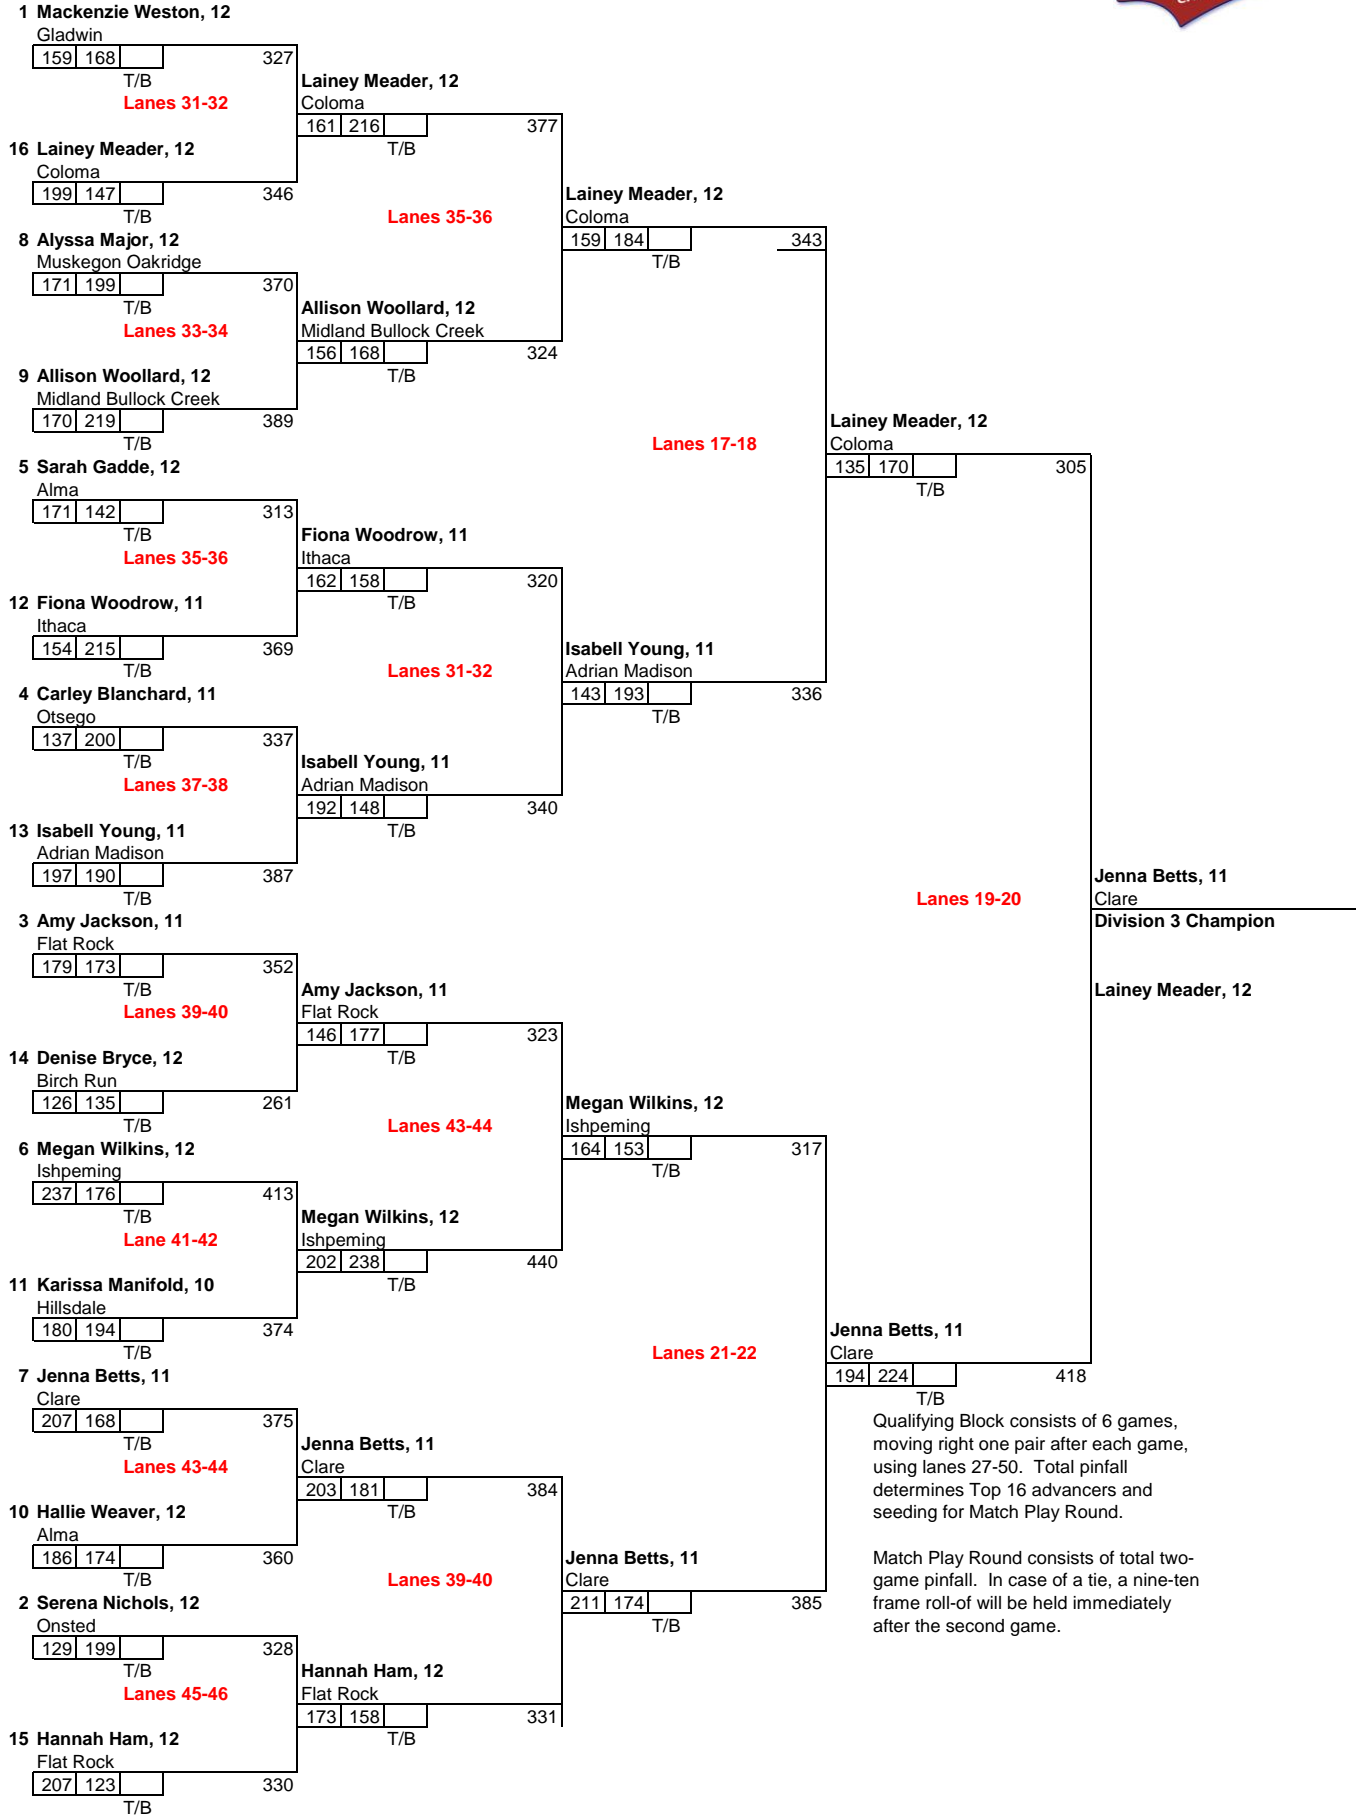 1 Mackenzie Weston, 12
Gladwin
159 168 327
T/B
Lanes 31-32
16 Lainey Meader, 12
Coloma
199 147 346
T/B
8 Alyssa Major, 12
Muskegon Oakridge
171 199 370
T/B
Lanes 33-34
9 Allison Woollard, 12
Midland Bullock Creek
170 219 389
T/B
5 Sarah Gadde, 12
Alma
171 142 313
T/B
Lanes 35-36
12 Fiona Woodrow, 11
Ithaca
154 215 369
T/B
4 Carley Blanchard, 11
Otsego
137 200 337
T/B
Lanes 37-38
13 Isabell Young, 11
Adrian Madison
197 190 387
T/B
3 Amy Jackson, 11
Flat Rock
179 173 352
T/B
Lanes 39-40
14 Denise Bryce, 12
Birch Run
126 135 261
T/B
6 Megan Wilkins, 12
Ishpeming
237 176 413
T/B
Lane 41-42
11 Karissa Manifold, 10
Hillsdale
180 194 374
T/B
7 Jenna Betts, 11
Clare
207 168 375
T/B
Lanes 43-44
10 Hallie Weaver, 12
Alma
186 174 360
T/B
2 Serena Nichols, 12
Onsted
129 199 328
T/B
Lanes 45-46
15 Hannah Ham, 12
Flat Rock
207 123 330
T/B
Lainey Meader, 12
Coloma
161 216 377
T/B
Lanes 35-36
Allison Woollard, 12
Midland Bullock Creek
156 168 324
T/B
Fiona Woodrow, 11
Ithaca
162 158 320
T/B
Lanes 31-32
Isabell Young, 11
Adrian Madison
192 148 340
T/B
Amy Jackson, 11
Flat Rock
146 177 323
T/B
Lanes 43-44
Megan Wilkins, 12
Ishpeming
202 238 440
T/B
Jenna Betts, 11
Clare
203 181 384
T/B
Lanes 39-40
Hannah Ham, 12
Flat Rock
173 158 331
T/B
Lainey Meader, 12
Coloma
159 184 343
T/B
Lanes 17-18
Isabell Young, 11
Adrian Madison
143 193 336
T/B
Megan Wilkins, 12
Ishpeming
164 153 317
T/B
Lanes 21-22
Jenna Betts, 11
Clare
211 174 385
T/B
Lainey Meader, 12
Coloma
135 170 305
T/B
Lanes 19-20
Jenna Betts, 11
Clare
194 224 418
T/B
Jenna Betts, 11
Clare
Division 3 Champion
Lainey Meader, 12
Qualifying Block consists of 6 games,
moving right one pair after each game,
using lanes 27-50. Total pinfall
determines Top 16 advancers and
seeding for Match Play Round.
Match Play Round consists of total two-
game pinfall. In case of a tie, a nine-ten
frame roll-of will be held immediately
after the second game.